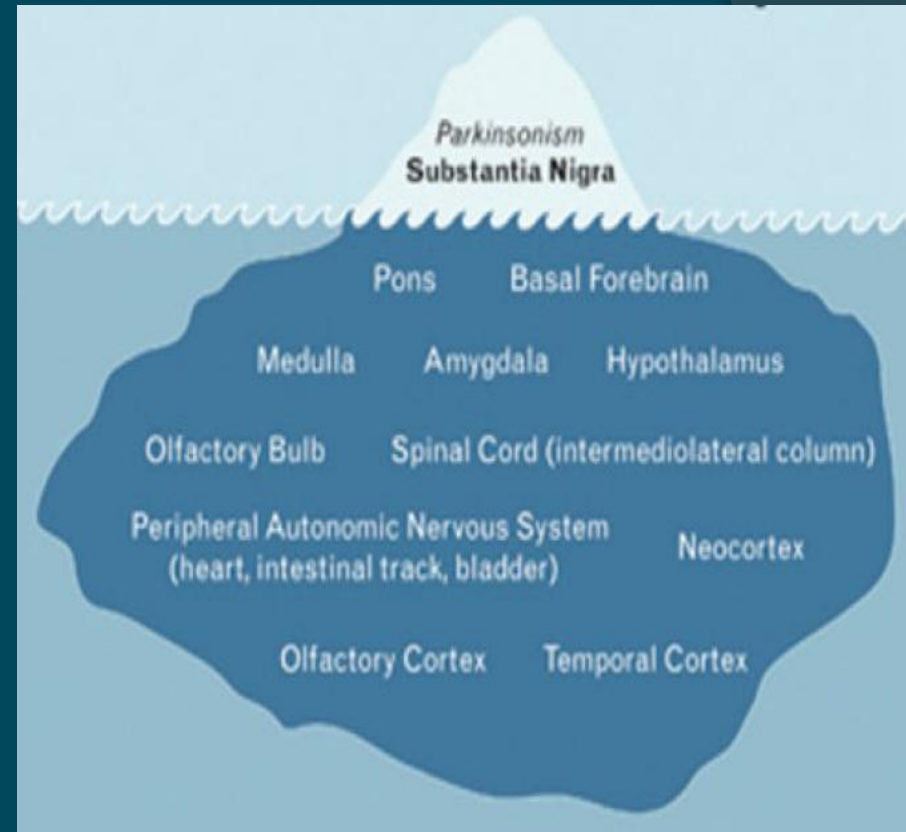 Parkinsonism
Substantia Nigra
Pons Basal Forebrain
Medulla Amygdala Hypothalamus
Olfactory Bulb Spinal Cord (intermediolateral column)
Peripheral Autonomic Nervous System
(heart, intestinal track, bladder)
Neocortex
Olfactory Cortex Temporal Cortex